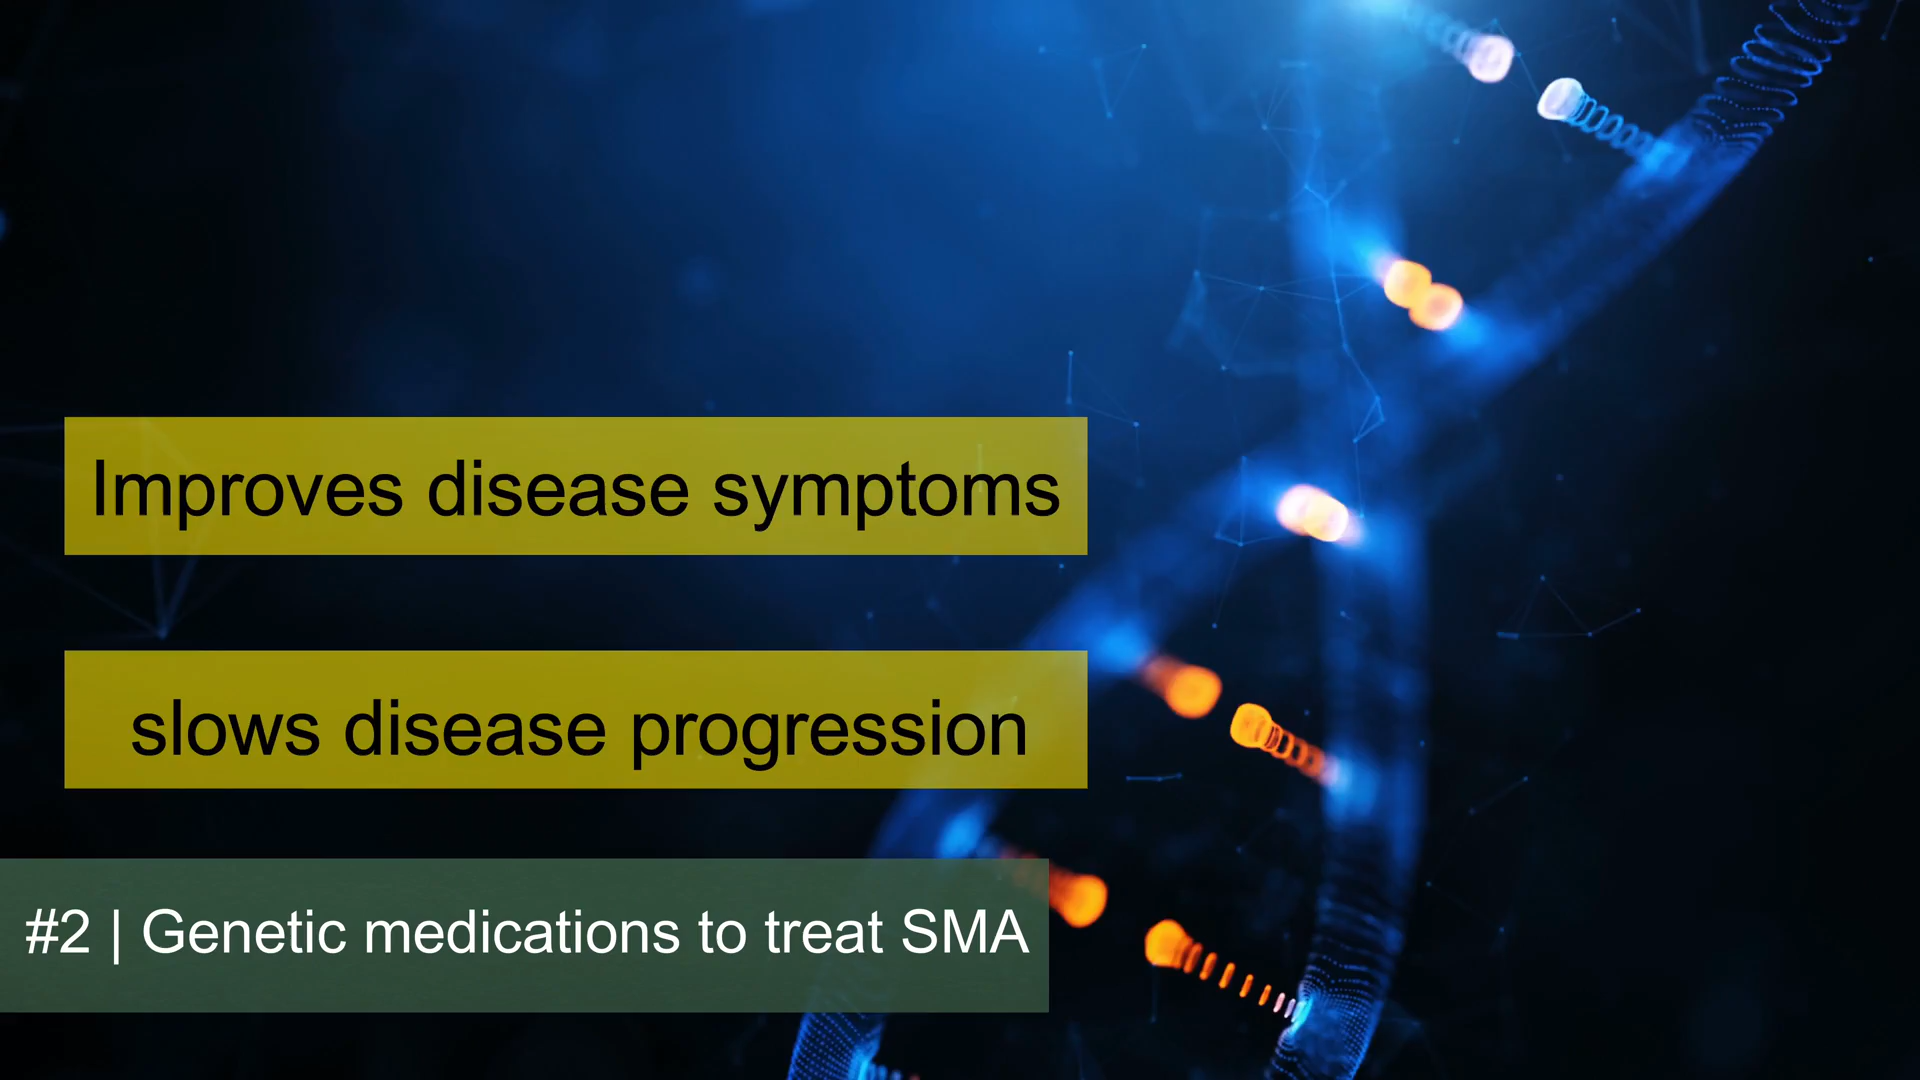 Improves disease symptoms
slows disease progression
#2 | Genetic medications to treat SMA